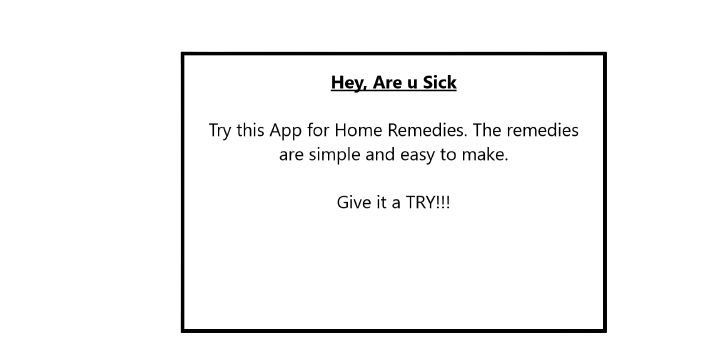 Hey, Are u Sick
Try this App for Home Remedies. The remedies
are simple and easy to make.
Give it a TRY!!!